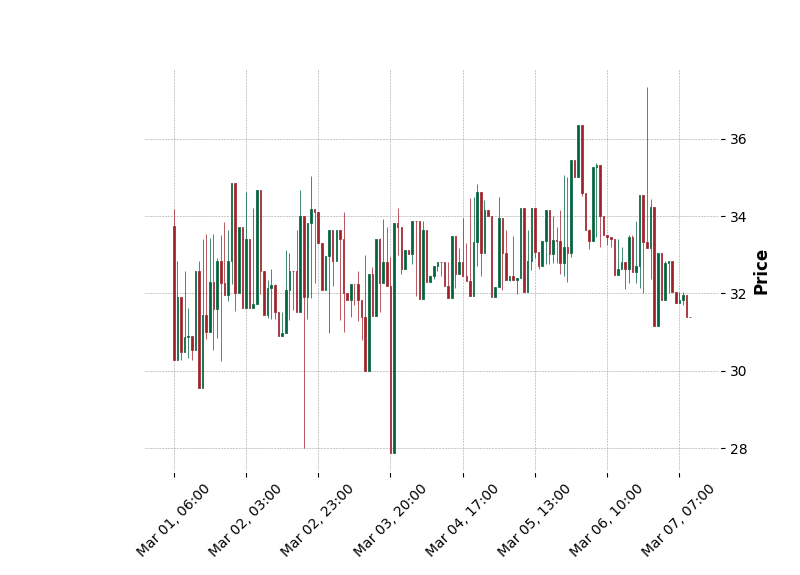 36
34
32
30
28
Price
Mar 01, 06:00
Mar 02, 03:00
Mar 02, 23:00
Mar 03, 20:00
Mar 04, 17:00
Mar 05, 13:00
Mar 06, 10:00
Mar 07, 07:00